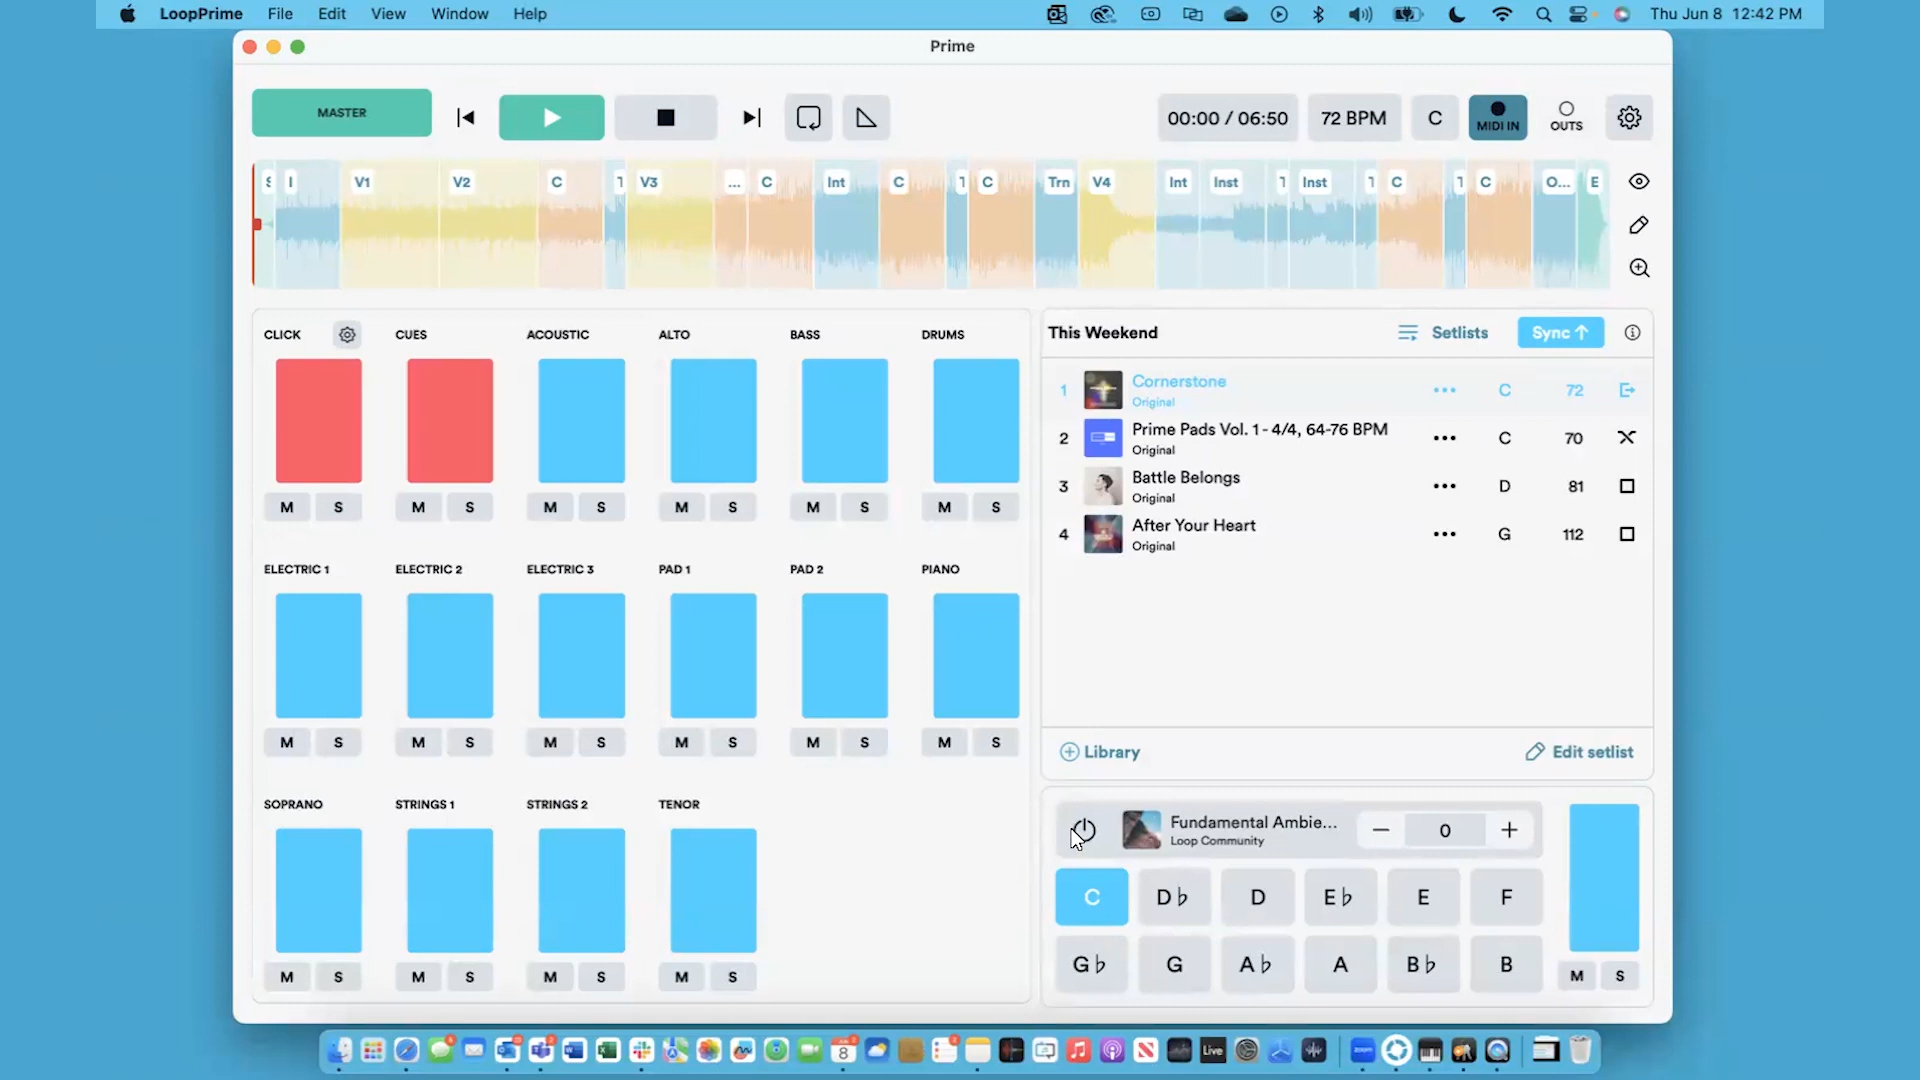 LoopPrime File Edit View Window Help Thu Jun 8 12:42 PM
Prime
MASTER 00:00 / 06:50 72 BPM C MIDI IN OUTS
I V1 V2 C V3 ... C Int C C Trn V4 Int Inst Inst C C O... E
CLICK CUES ACOUSTIC ALTO BASS DRUMS
M S M S M S M S M S M S
ELECTRIC 1 ELECTRIC 2 ELECTRIC 3 PAD 1 PAD 2 PIANO
M S M S M S M S M S M S
SOPRANO STRINGS 1 STRINGS 2 TENOR
M S M S M S M S
This Weekend Setlists Sync
1 Cornerstone ••• C 72
Original
2 Prime Pads Vol. 1 - 4/4, 64-76 BPM ••• C 70
Original
3 Battle Belongs ••• D 81
Original
4 After Your Heart ••• G 112
Original
Library Edit setlist
Fundamental Ambie... − 0 +
Loop Community
C D♭ D E♭ E F
G♭ G A♭ A B♭ B
M S
8 Live zoom